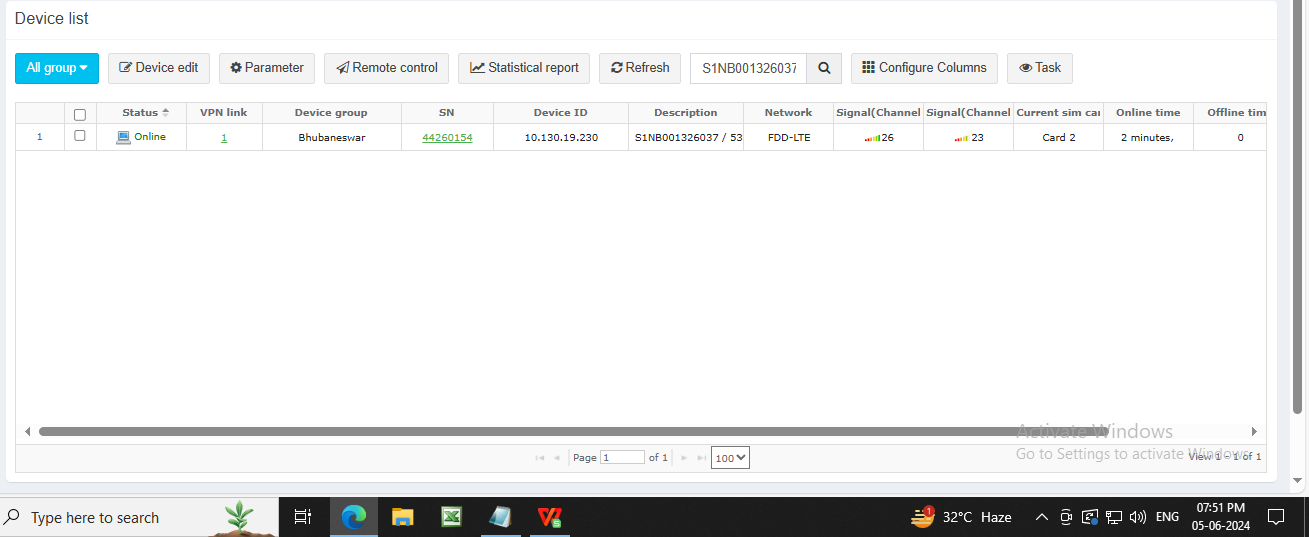 Device list
All group
Device edit
Parameter
Remote control
Statistical report
Refresh
S1NB001326037
Configure Columns
Task
Status VPN link Device group SN Device ID Description Network Signal(Channel Signal(Channel Current sim car Online time Offline tim
1 Online 1 Bhubaneswar 44260154 10.130.19.230 S1NB001326037 / 53 FDD-LTE 26 23 Card 2 2 minutes, 0
Activate Windows
Go to Settings to activate Windows.
Page 1 of 1 100 View 1 - 1 of 1
Type here to search
1
32°C Haze
ENG
07:51 PM
05-06-2024